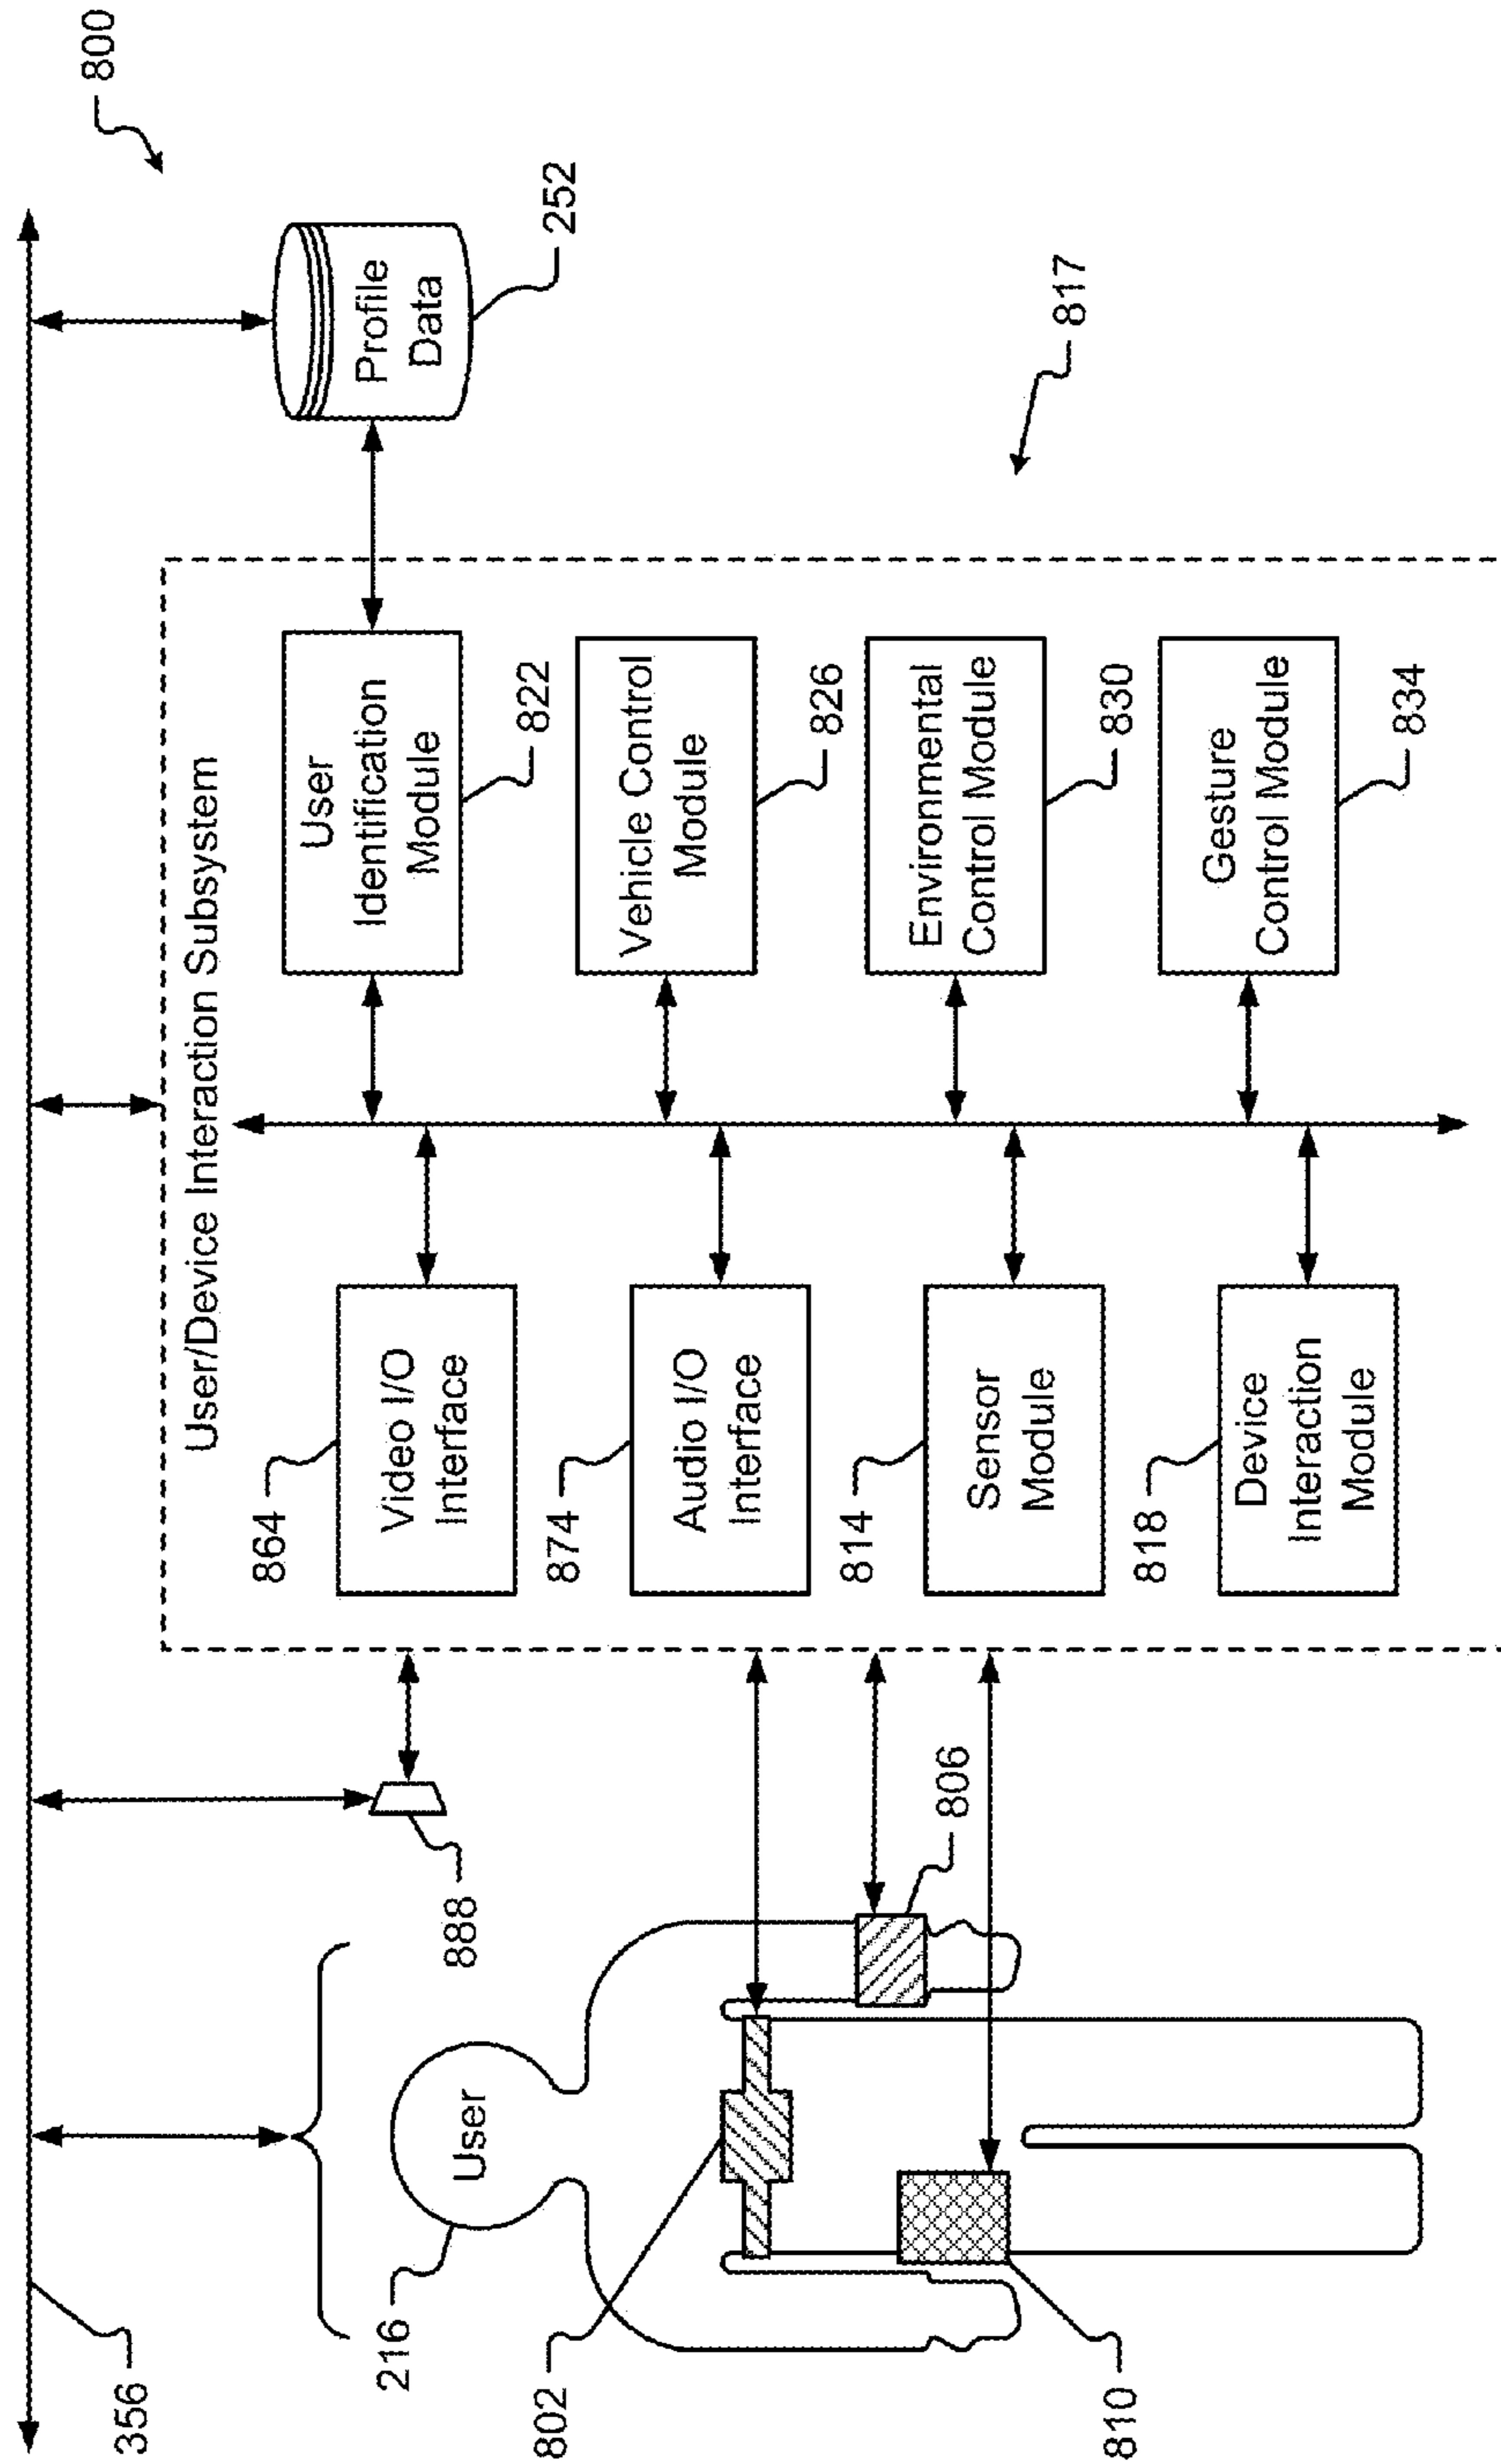 800
356
Profile
Data
252
817
User/Device Interaction Subsystem
864
Video I/O
Interface
User
Identification
Module
822
874
Audio I/O
Interface
Vehicle Control
Module
826
814
Sensor
Module
Environmental
Control Module
830
818
Device
Interaction
Module
Gesture
Control Module
834
888
216
User
802
806
810